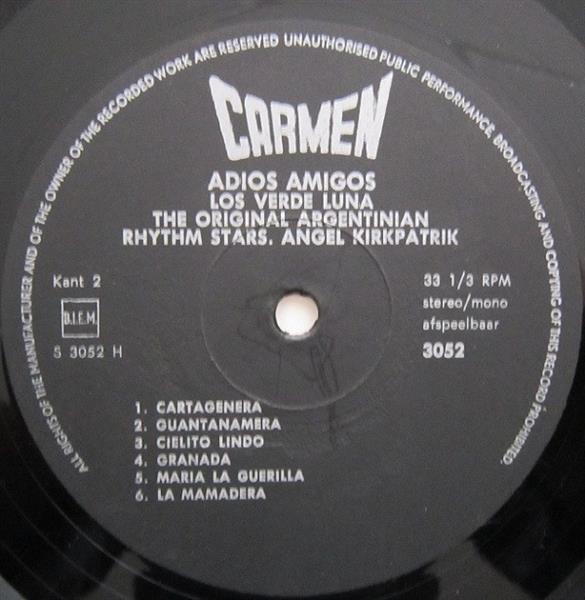 ALL RIGHTS OF THE MANUFACTURER AND OF THE OWNER OF THE RECORDED WORK ARE RESERVED UNAUTHORISED PUBLIC PERFORMANCE, BROADCASTING AND COPYING OF THIS RECORD PROHIBITED.
CARMEN
ADIOS AMIGOS
LOS VERDE LUNA
THE ORIGINAL ARGENTINIAN
RHYTHM STARS. ANGEL KIRKPATRIK
Kant 2
B.I.E.M.
S 3052 H
33 1/3 RPM
stereo/mono
afspeelbaar
3052
1. CARTAGENERA
2. GUANTANAMERA
3. CIELITO LINDO
4. GRANADA
5. MARIA LA GUERILLA
6. LA MAMADERA